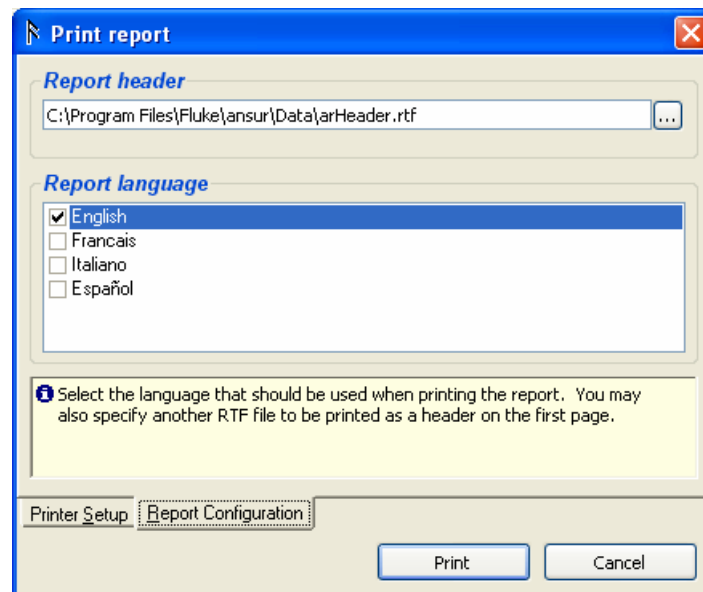 Print report
Report header
C:\Program Files\Fluke\ansur\Data\arHeader.rtf
...
Report language
English
Francais
Italiano
Español
Select the language that should be used when printing the report. You may
also specify another RTF file to be printed as a header on the first page.
Printer Setup
Report Configuration
Print
Cancel